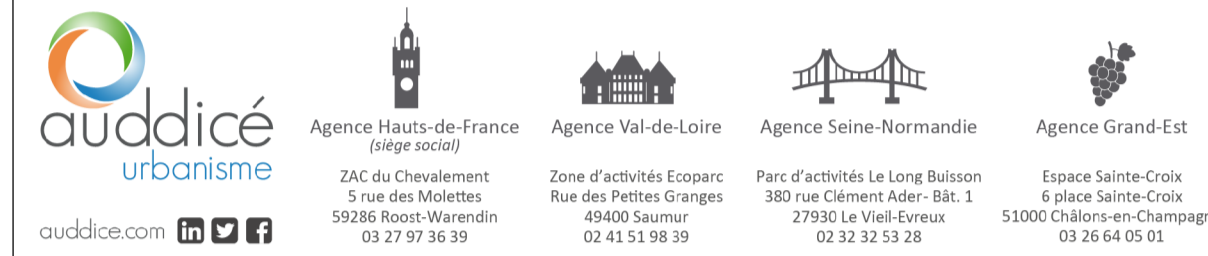 auddicé
urbanisme
auddice.com
Agence Hauts-de-France
(siège social)
ZAC du Chevalement
5 rue des Molettes
59286 Roost-Warendin
03 27 97 36 39
Agence Val-de-Loire
Zone d'activités Ecoparc
Rue des Petites Granges
49400 Saumur
02 41 51 98 39
Agence Seine-Normandie
Parc d'activités Le Long Buisson
380 rue Clément Ader- Bât. 1
27930 Le Vieil-Evreux
02 32 32 53 28
Agence Grand-Est
Espace Sainte-Croix
6 place Sainte-Croix
51000 Châlons-en-Champagn
03 26 64 05 01